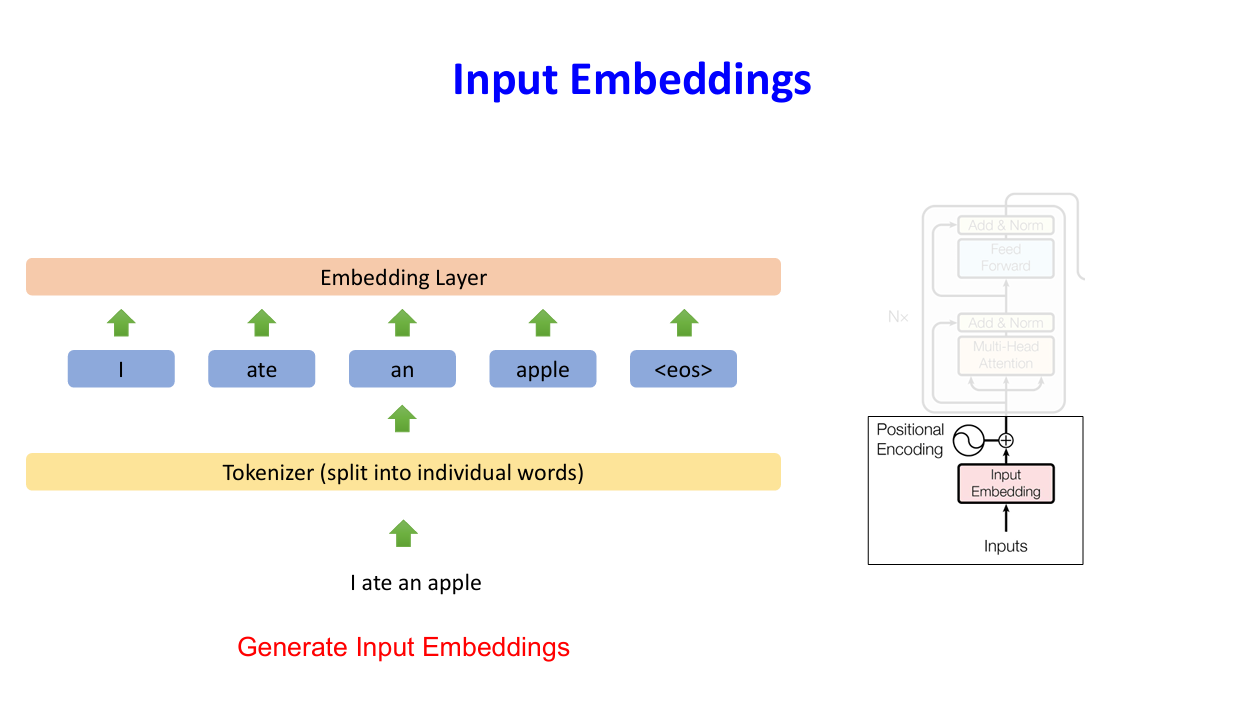 Input Embeddings
Embedding Layer
I
ate
an
apple
<eos>
Tokenizer (split into individual words)
I ate an apple
Generate Input Embeddings
Add & Norm
Feed
Forward
N×
Add & Norm
Multi-Head
Attention
Positional
Encoding
Input
Embedding
Inputs